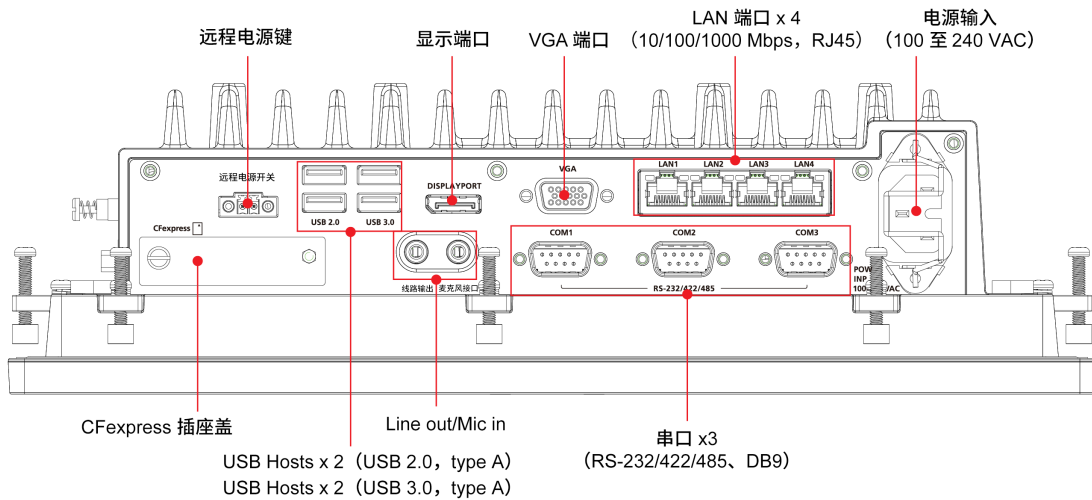 LAN 端口 x 4
（10/100/1000 Mbps，RJ45）
电源输入
（100 至 240 VAC）
远程电源键
显示端口
VGA 端口
LAN1
LAN2
LAN3
LAN4
VGA
远程电源开关
DISPLAYPORT
USB 2.0
USB 3.0
CFexpress
COM1
COM2
COM3
线路输出
麦克风接口
RS-232/422/485
POW
INP
100
/AC
CFexpress 插座盖
Line out/Mic in
串口 x3
（RS-232/422/485、DB9）
USB Hosts x 2（USB 2.0，type A）
USB Hosts x 2（USB 3.0，type A）